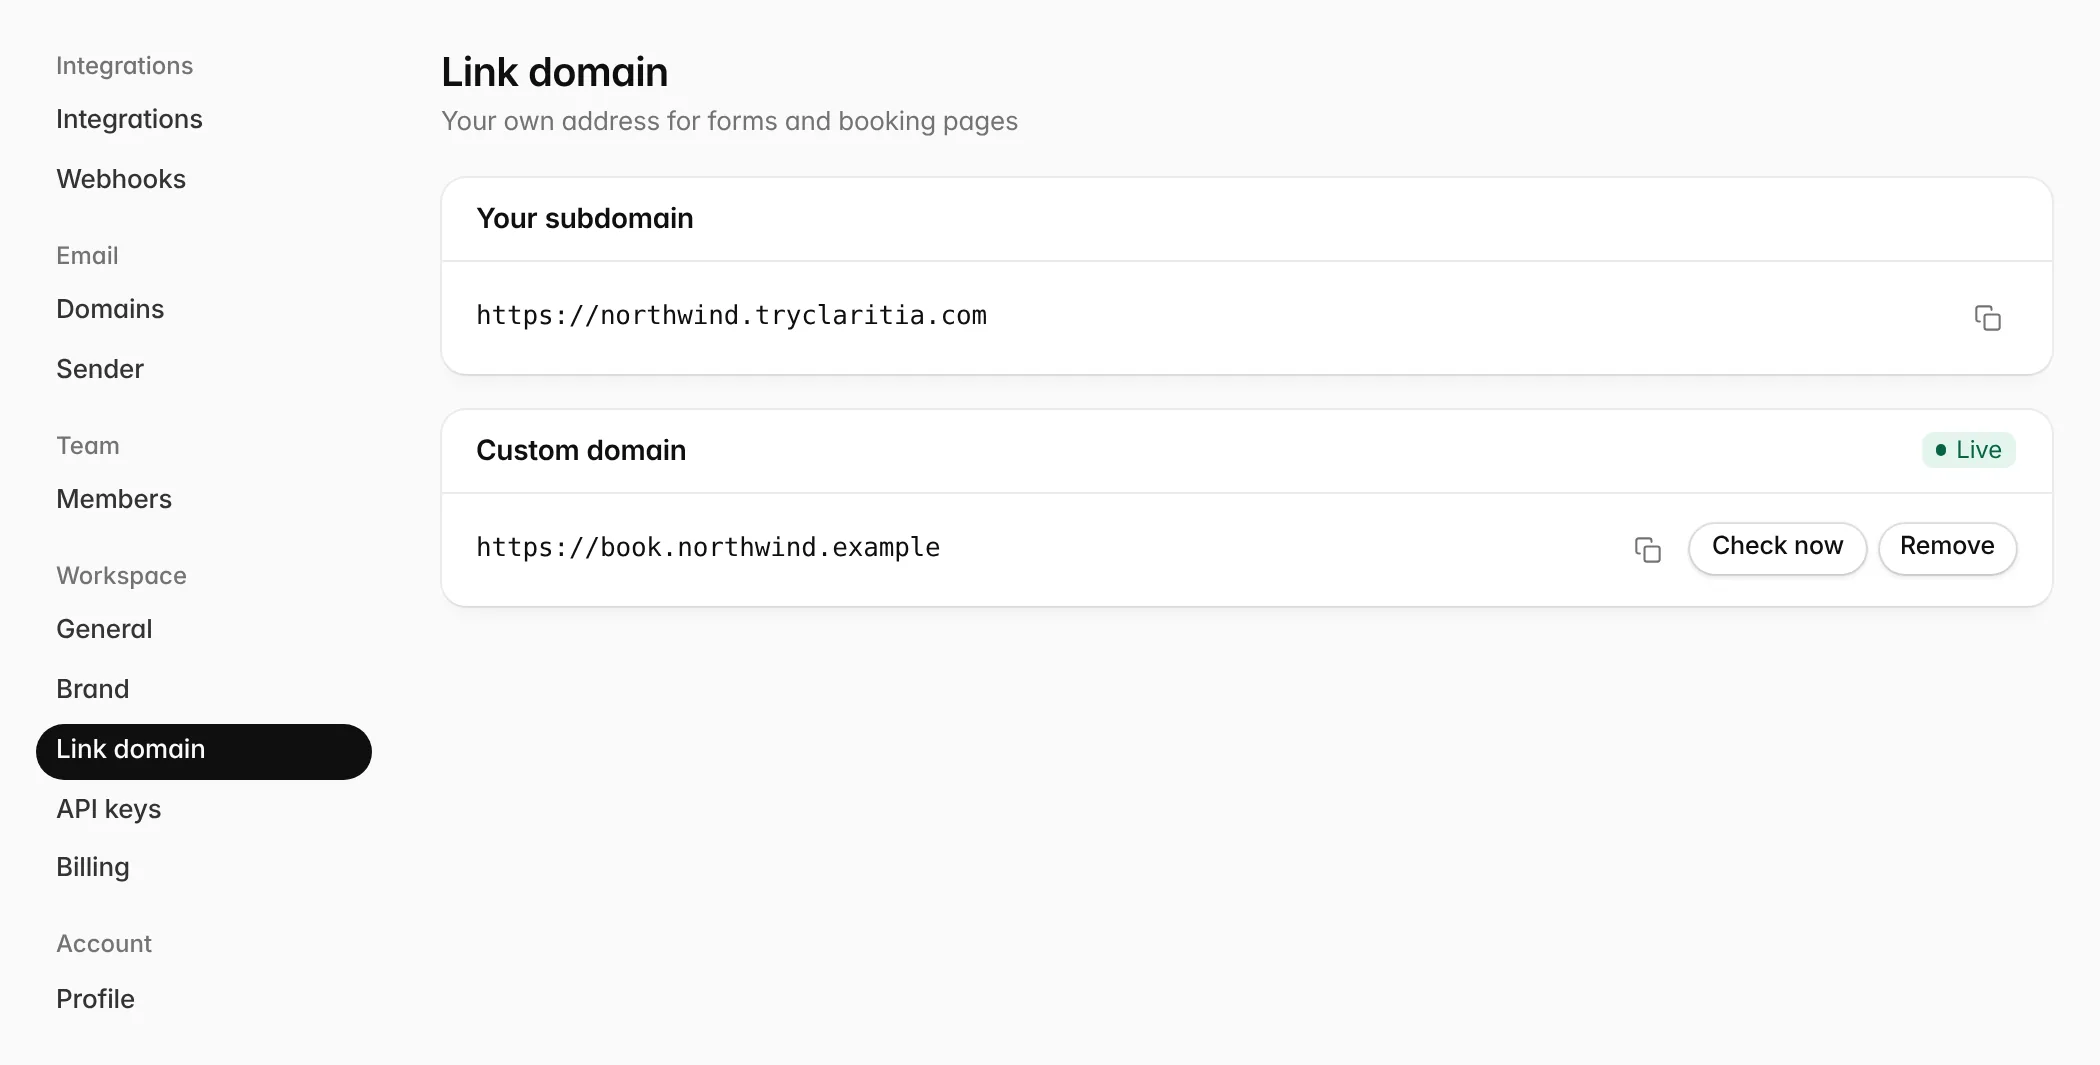 Integrations
Integrations
Webhooks
Email
Domains
Sender
Team
Members
Workspace
General
Brand
Link domain
API keys
Billing
Account
Profile
Link domain
Your own address for forms and booking pages
Your subdomain
https://northwind.tryclaritia.com
Custom domain
Live
https://book.northwind.example
Check now
Remove